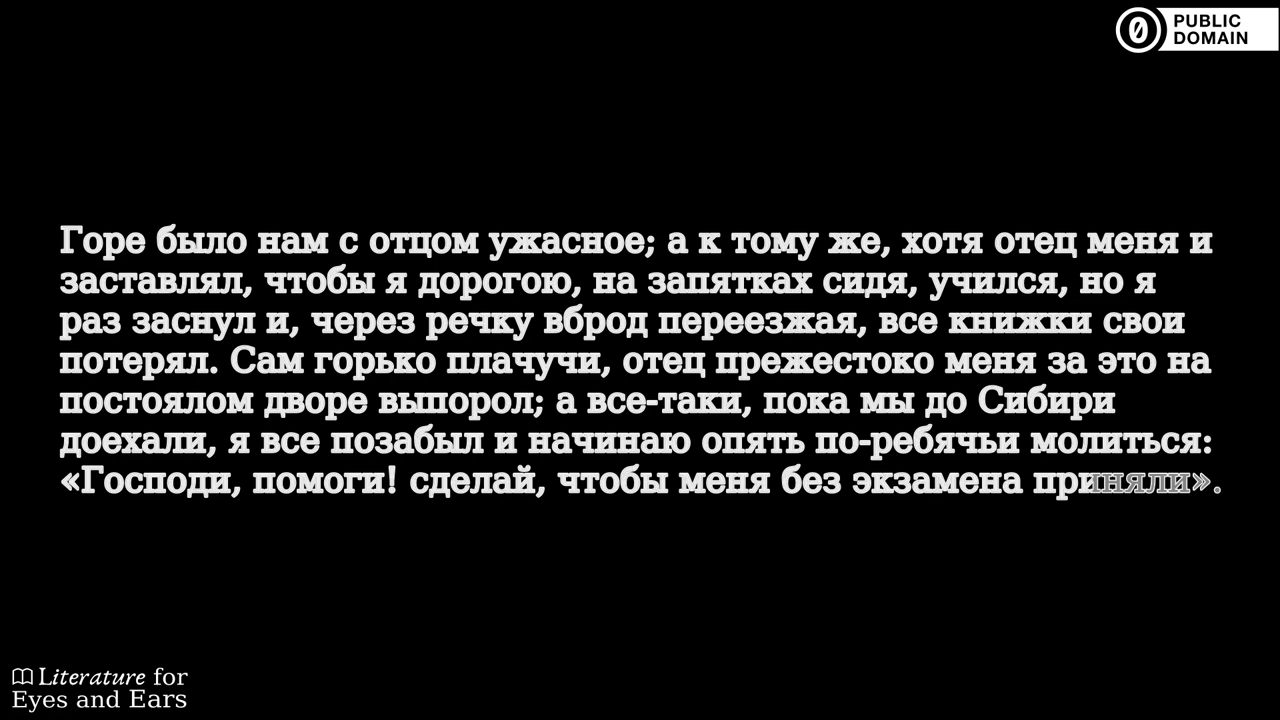 PUBLIC
DOMAIN
Горе было нам с отцом ужасное; а к тому же, хотя отец меня и
заставлял, чтобы я дорогою, на запятках сидя, учился, но я
раз заснул и, через речку вброд переезжая, все книжки свои
потерял. Сам горько плачучи, отец прежестоко меня за это на
постоялом дворе выпорол; а все-таки, пока мы до Сибири
доехали, я все позабыл и начинаю опять по-ребячьи молиться:
«Господи, помоги! сделай, чтобы меня без экзамена приняли».
Literature for
Eyes and Ears